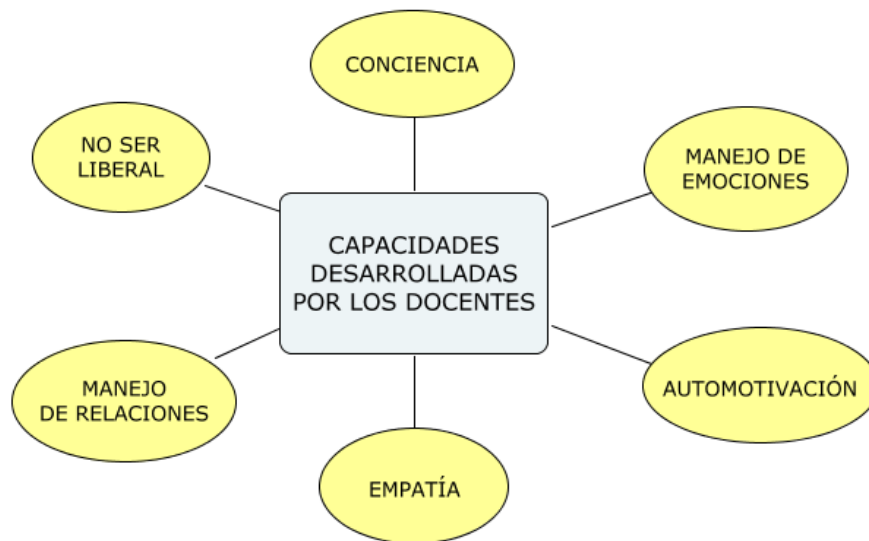 CONCIENCIA
NO SER
LIBERAL
MANEJO DE
EMOCIONES
CAPACIDADES
DESARROLLADAS
POR LOS DOCENTES
MANEJO
DE RELACIONES
AUTOMOTIVACIÓN
EMPATÍA